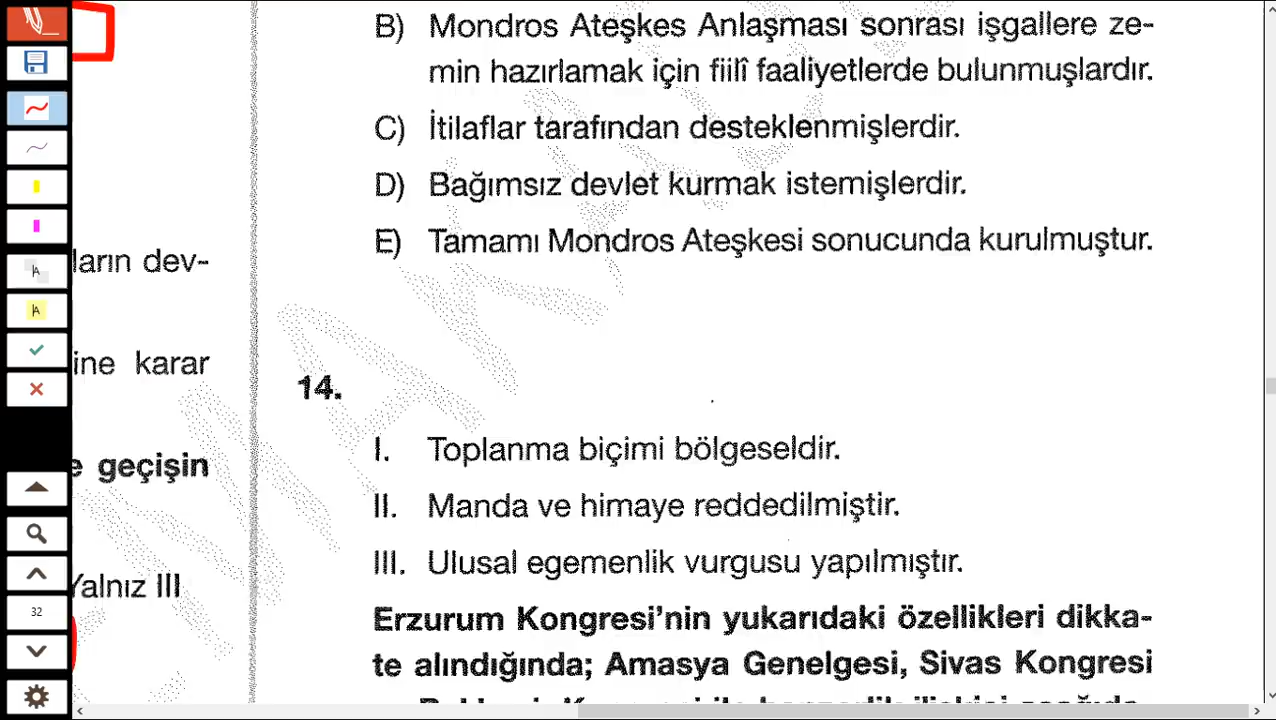 B) Mondros Ateşkes Anlaşması sonrası işgallere ze-
min hazırlamak için fiilî faaliyetlerde bulunmuşlardır.
C) İtilaflar tarafından desteklenmişlerdir.
D) Bağımsız devlet kurmak istemişlerdir.
E) Tamamı Mondros Ateşkesi sonucunda kurulmuştur.
ların dev-
ine karar
e geçişin
Yalnız III
32
14.
I. Toplanma biçimi bölgeseldir.
II. Manda ve himaye reddedilmiştir.
III. Ulusal egemenlik vurgusu yapılmıştır.
Erzurum Kongresi'nin yukarıdaki özellikleri dikka-
te alındığında; Amasya Genelgesi, Sivas Kongresi